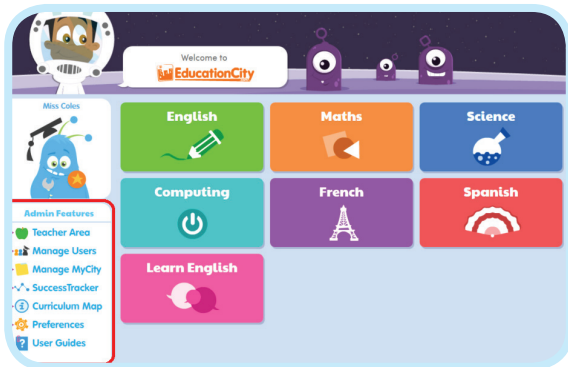 Welcome to
EducationCity
Miss Coles
Admin Features
Teacher Area
Manage Users
Manage MyCity
SuccessTracker
Curriculum Map
Preferences
User Guides
English
Maths
Science
Computing
French
Spanish
Learn English